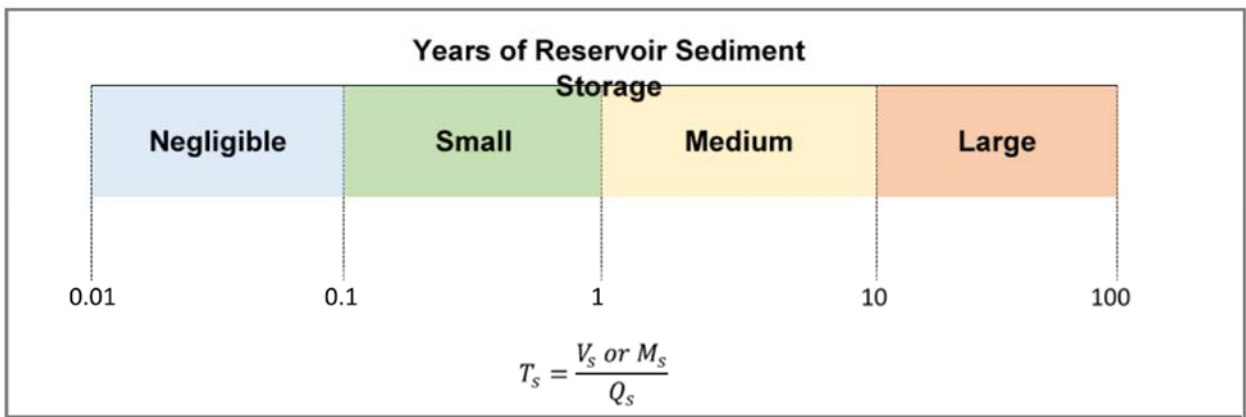 Years of Reservoir Sediment
Storage
Negligible Small Medium Large
0.01 0.1 1 10 100
T_s = V_s or M_s / Q_s